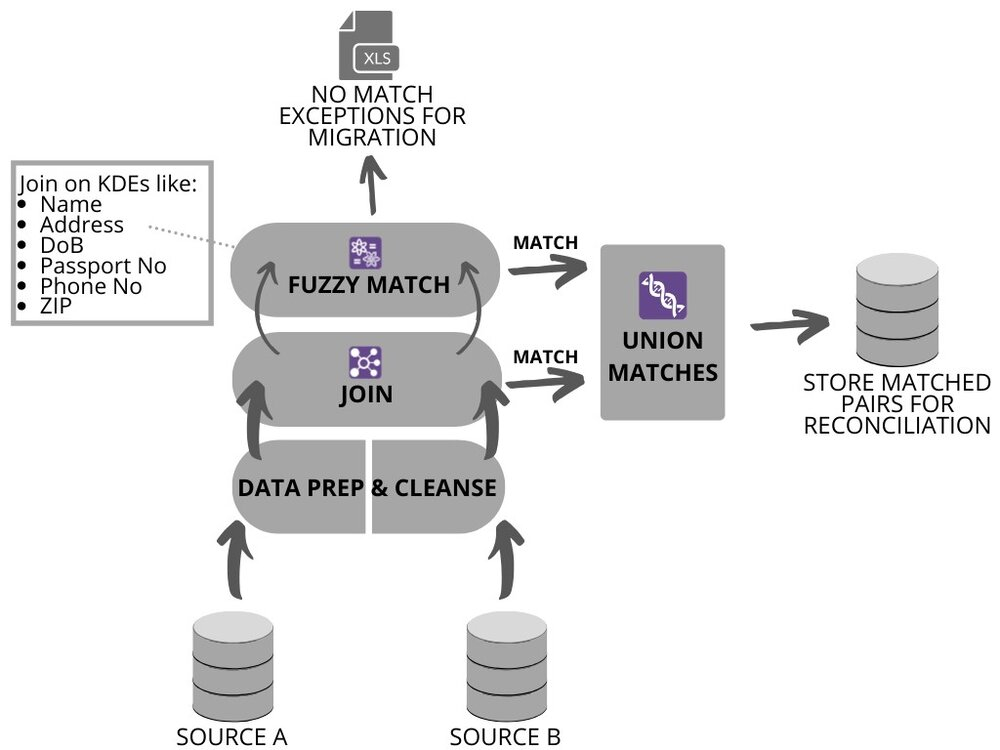 XLS
NO MATCH
EXCEPTIONS FOR
MIGRATION
Join on KDEs like:
• Name
• Address
• DoB
• Passport No
• Phone No
• ZIP
FUZZY MATCH
MATCH
JOIN
MATCH
UNION
MATCHES
STORE MATCHED
PAIRS FOR
RECONCILIATION
DATA PREP & CLEANSE
SOURCE A
SOURCE B